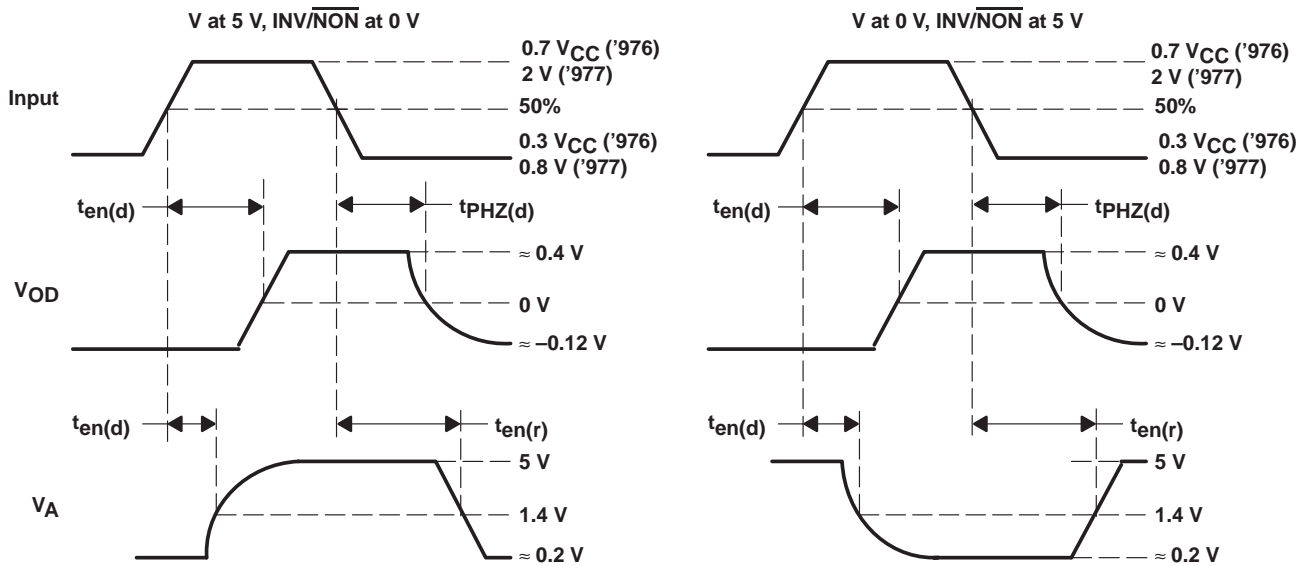 V at 5 V, INV/NON at 0 V
0.7 VCC ('976)
2 V ('977)
Input
50%
0.3 VCC ('976)
0.8 V ('977)
ten(d)
tPHZ(d)
≈ 0.4 V
VOD
0 V
≈ –0.12 V
ten(d)
ten(r)
5 V
VA
1.4 V
≈ 0.2 V
V at 0 V, INV/NON at 5 V
0.7 VCC ('976)
2 V ('977)
50%
0.3 VCC ('976)
0.8 V ('977)
ten(d)
tPHZ(d)
≈ 0.4 V
0 V
≈ –0.12 V
ten(d)
ten(r)
5 V
1.4 V
≈ 0.2 V